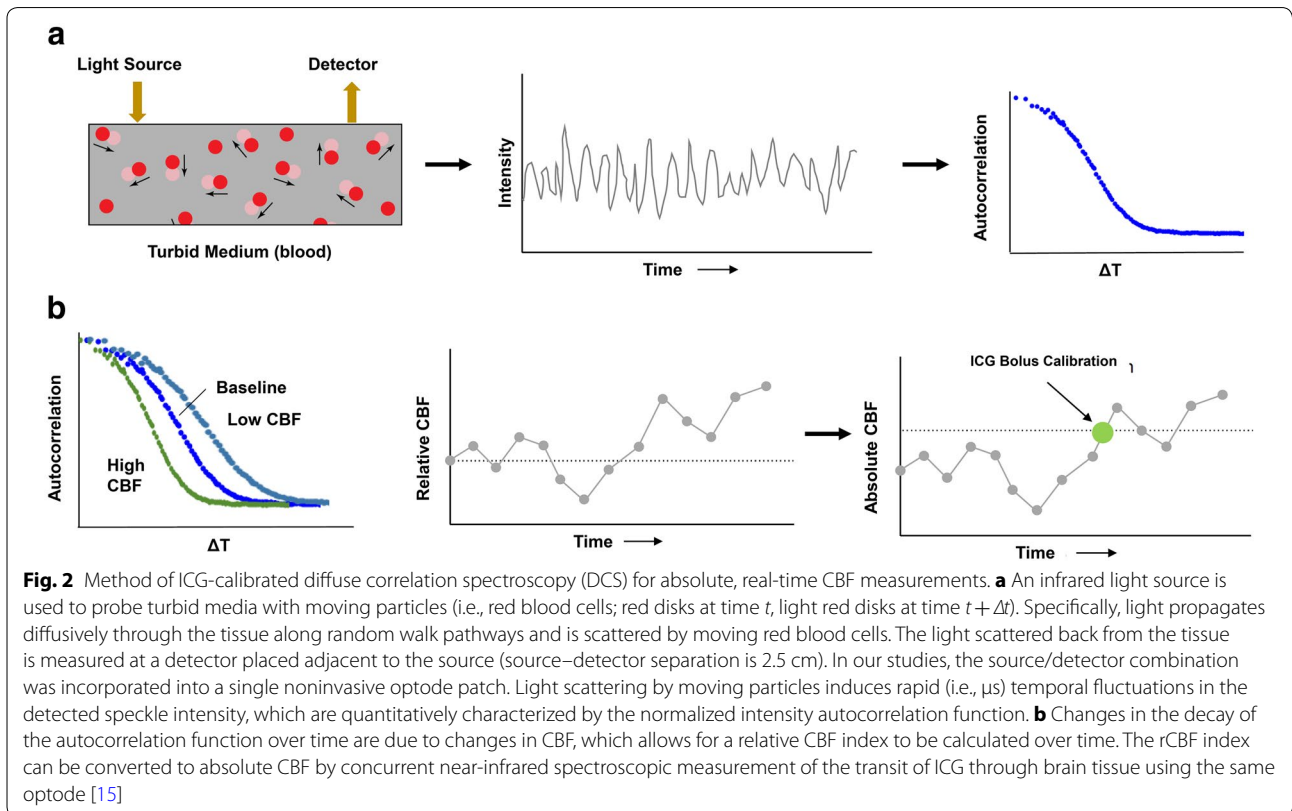 a
Light Source
Detector
Turbid Medium (blood)
Intensity
Time
Autocorrelation
ΔT
b
Autocorrelation
Baseline
Low CBF
High
CBF
ΔT
Relative CBF
Time
Absolute CBF
ICG Bolus Calibration
Time
Fig. 2 Method of ICG-calibrated diffuse correlation spectroscopy (DCS) for absolute, real-time CBF measurements. a An infrared light source is
used to probe turbid media with moving particles (i.e., red blood cells; red disks at time t, light red disks at time t + Δt). Specifically, light propagates
diffusively through the tissue along random walk pathways and is scattered by moving red blood cells. The light scattered back from the tissue
is measured at a detector placed adjacent to the source (source–detector separation is 2.5 cm). In our studies, the source/detector combination
was incorporated into a single noninvasive optode patch. Light scattering by moving particles induces rapid (i.e., µs) temporal fluctuations in the
detected speckle intensity, which are quantitatively characterized by the normalized intensity autocorrelation function. b Changes in the decay of
the autocorrelation function over time are due to changes in CBF, which allows for a relative CBF index to be calculated over time. The rCBF index
can be converted to absolute CBF by concurrent near-infrared spectroscopic measurement of the transit of ICG through brain tissue using the same
optode [15]